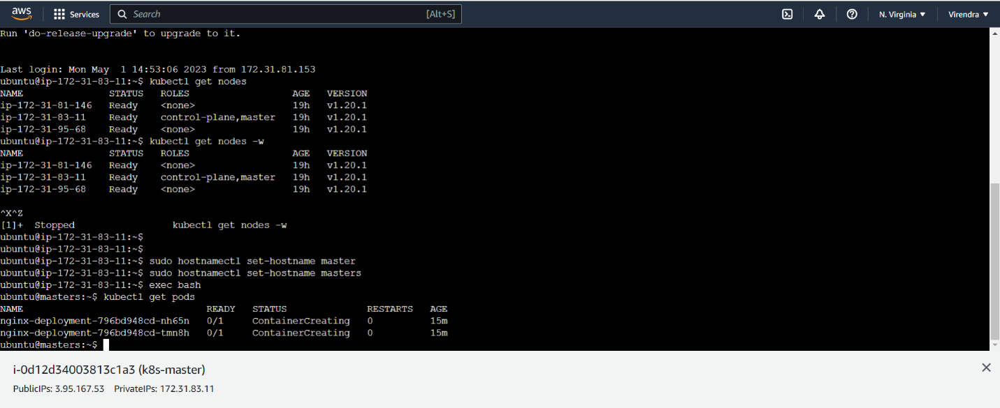 aws Services Search [Alt+S] N. Virginia Virendra
Run 'do-release-upgrade' to upgrade to it.
Last login: Mon May  1 14:53:06 2023 from 172.31.81.153
ubuntu@ip-172-31-83-11:~$ kubectl get nodes
NAME STATUS ROLES AGE VERSION
ip-172-31-81-146 Ready <none> 19h v1.20.1
ip-172-31-83-11 Ready control-plane,master 19h v1.20.1
ip-172-31-95-68 Ready <none> 19h v1.20.1
ubuntu@ip-172-31-83-11:~$ kubectl get nodes -w
NAME STATUS ROLES AGE VERSION
ip-172-31-81-146 Ready <none> 19h v1.20.1
ip-172-31-83-11 Ready control-plane,master 19h v1.20.1
ip-172-31-95-68 Ready <none> 19h v1.20.1
^X^Z
[1]+  Stopped kubectl get nodes -w
ubuntu@ip-172-31-83-11:~$
ubuntu@ip-172-31-83-11:~$
ubuntu@ip-172-31-83-11:~$ sudo hostnamectl set-hostname master
ubuntu@ip-172-31-83-11:~$ sudo hostnamectl set-hostname masters
ubuntu@ip-172-31-83-11:~$ exec bash
ubuntu@masters:~$ kubectl get pods
NAME READY STATUS RESTARTS AGE
nginx-deployment-796bd948cd-nh65n 0/1 ContainerCreating 0 15m
nginx-deployment-796bd948cd-tmn8h 0/1 ContainerCreating 0 15m
ubuntu@masters:~$
i-0d12d34003813c1a3 (k8s-master)
PublicIPs: 3.95.167.53 PrivateIPs: 172.31.83.11